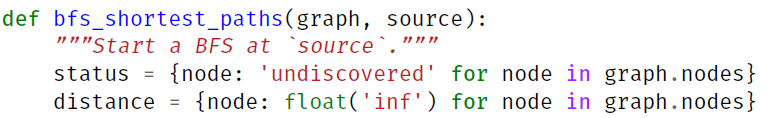 def bfs_shortest_paths(graph, source):
    """Start a BFS at `source`."""
    status = {node: 'undiscovered' for node in graph.nodes}
    distance = {node: float('inf') for node in graph.nodes}